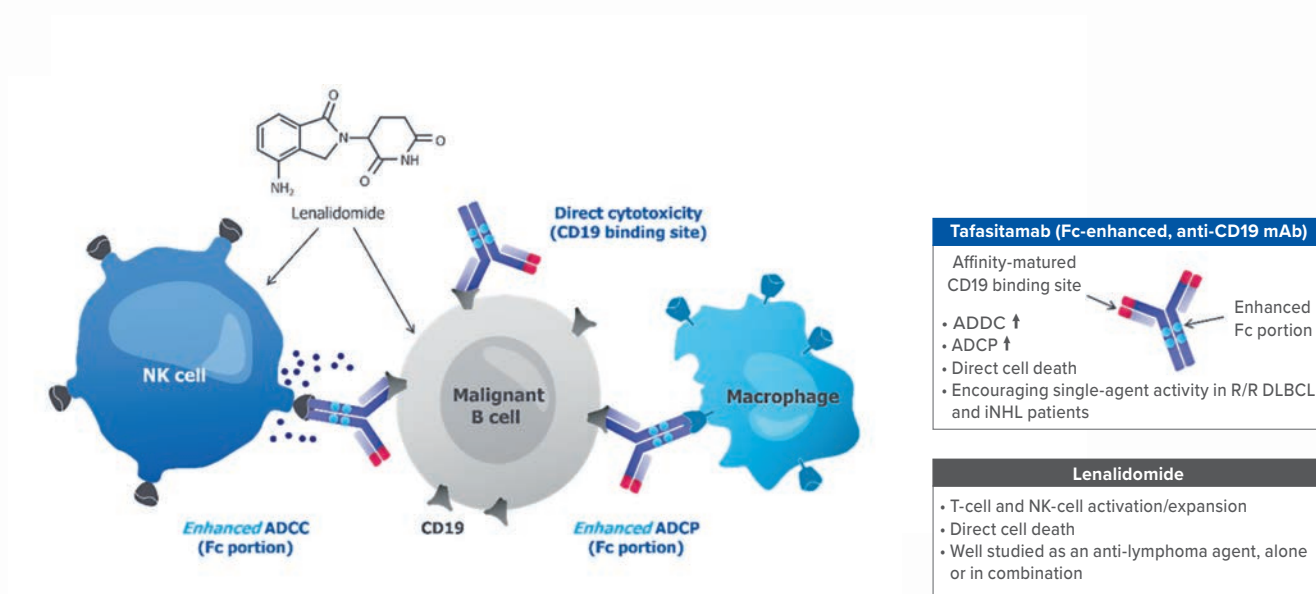 O
N
O
NH
O
NH₂
Lenalidomide
Direct cytotoxicity
(CD19 binding site)
NK cell
Malignant
B cell
Macrophage
Enhanced ADCC
(Fc portion)
CD19
Enhanced ADCP
(Fc portion)
Tafasitamab (Fc-enhanced, anti-CD19 mAb)
Affinity-matured
CD19 binding site
Enhanced
Fc portion
• ADDC ⬆
• ADCP ⬆
• Direct cell death
• Encouraging single-agent activity in R/R DLBCL
and iNHL patients
Lenalidomide
• T-cell and NK-cell activation/expansion
• Direct cell death
• Well studied as an anti-lymphoma agent, alone
or in combination